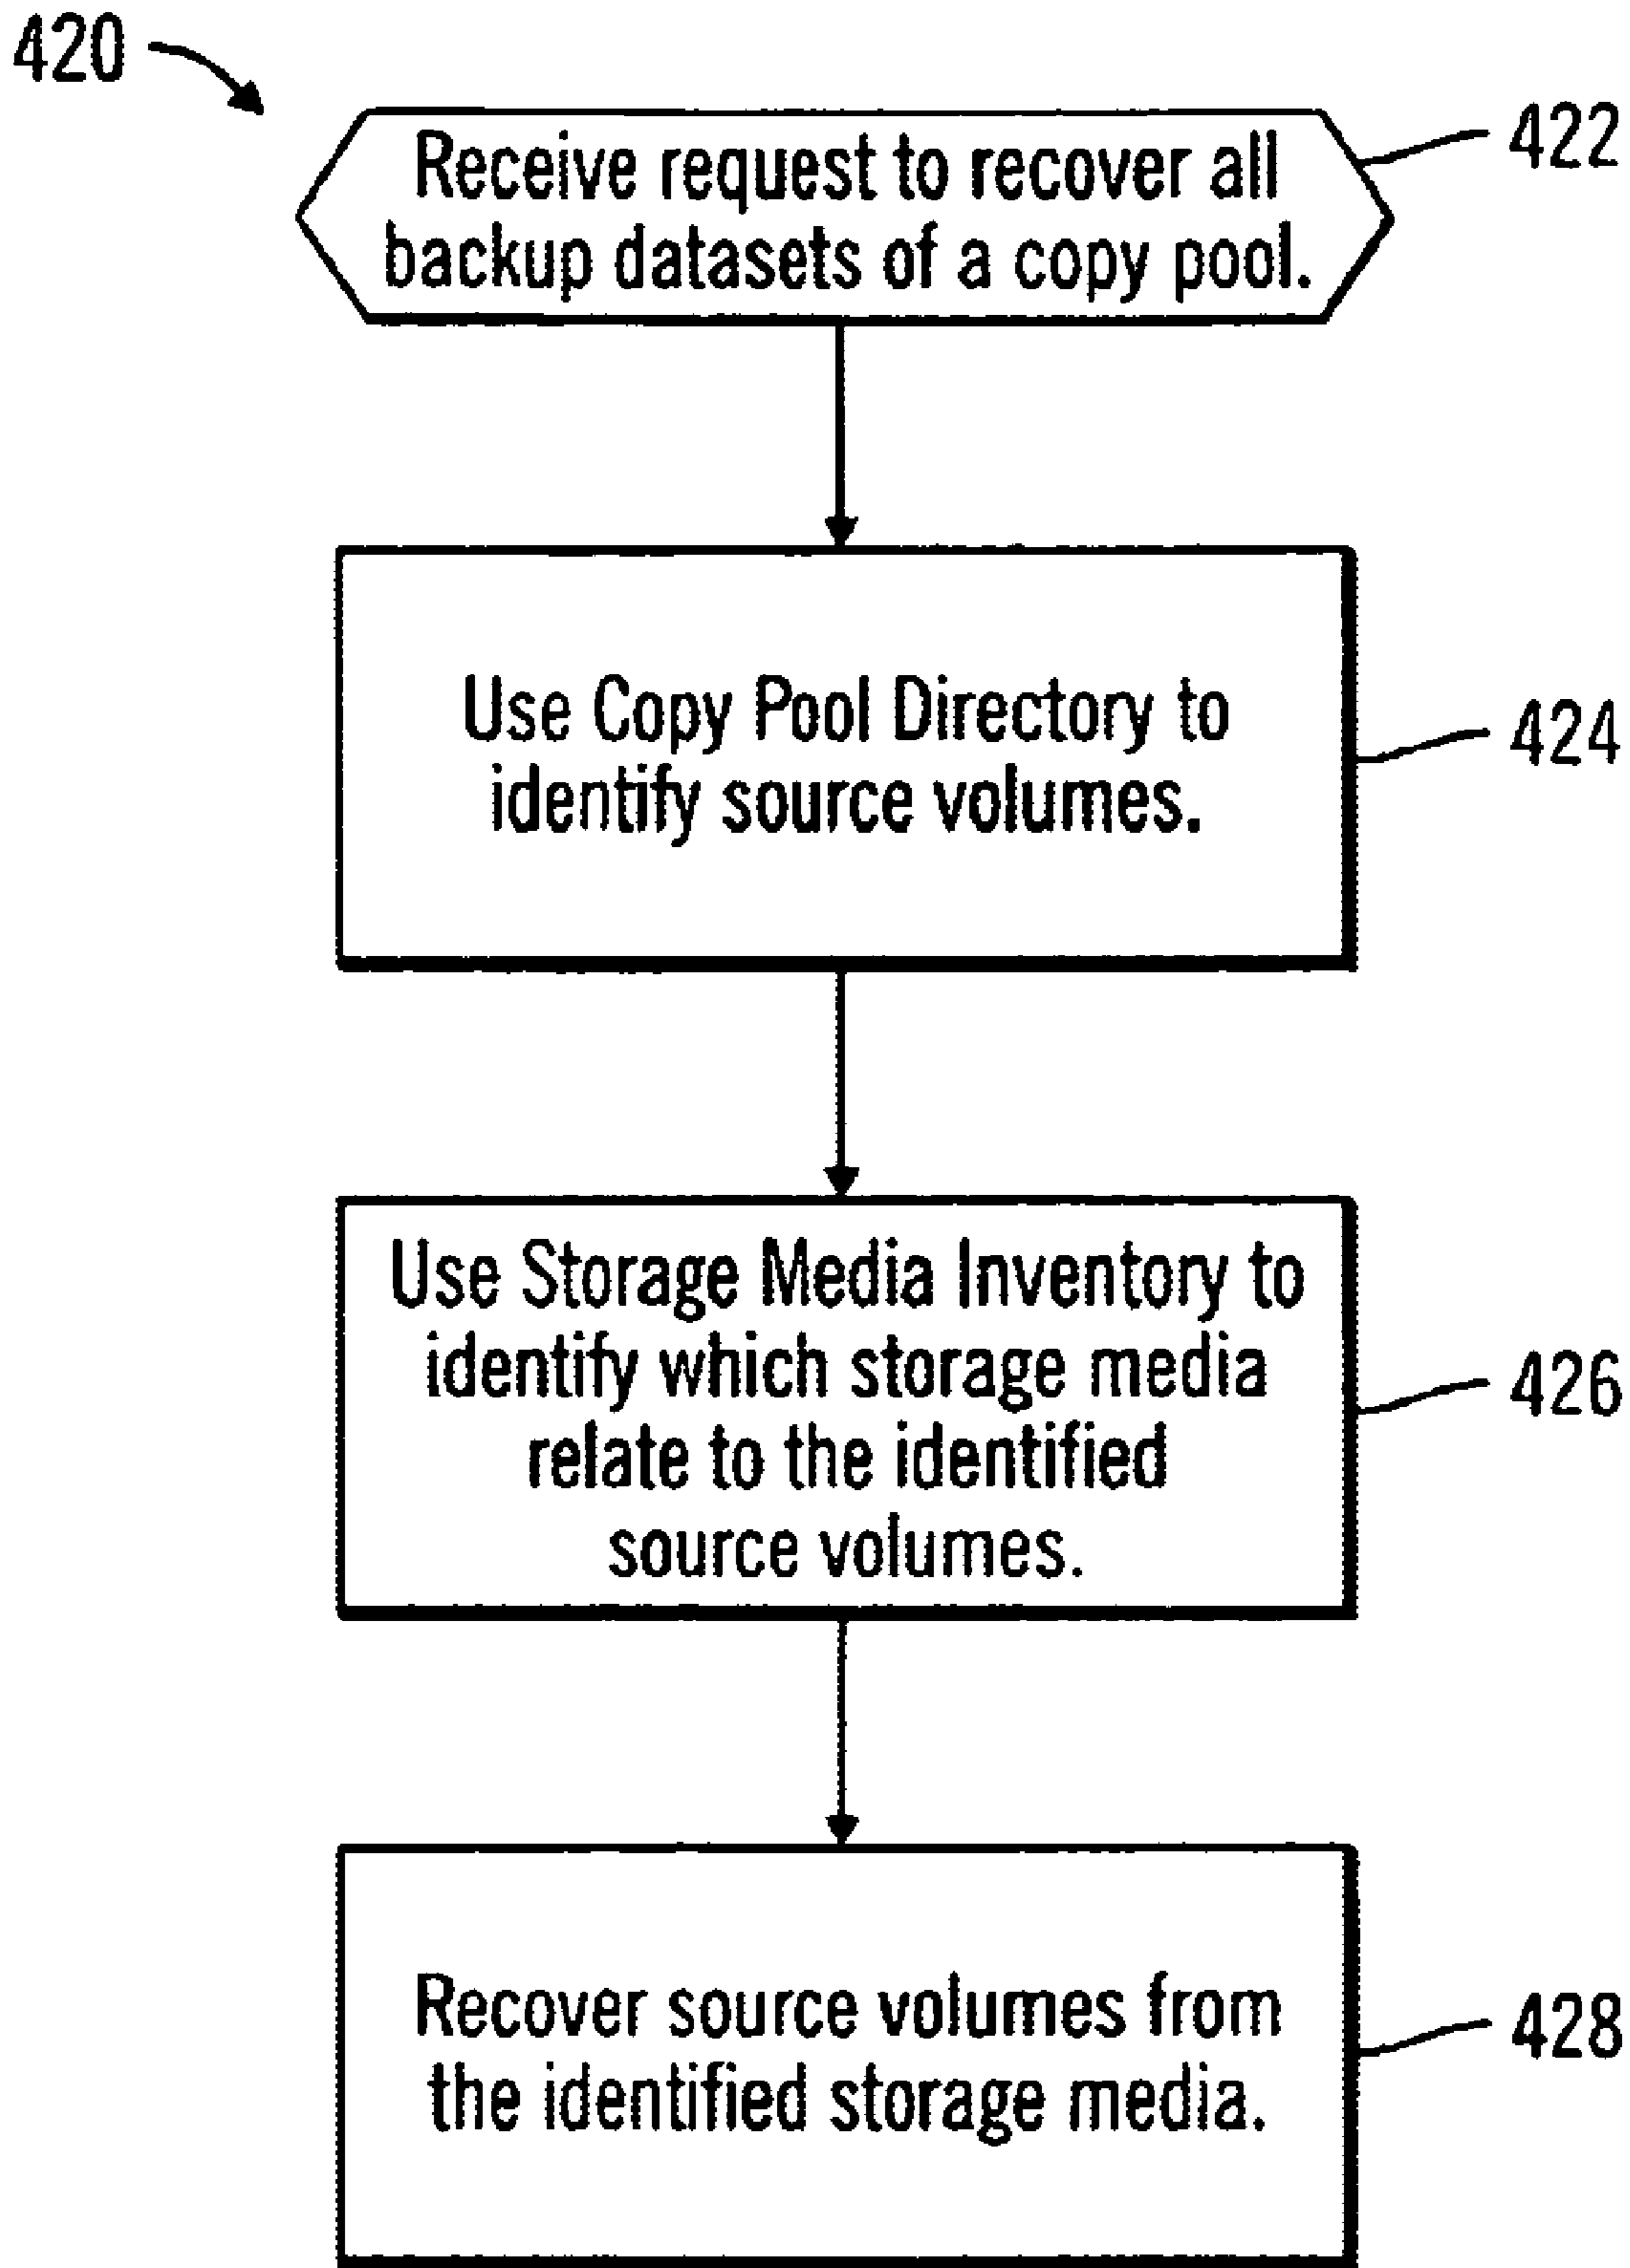 420
Receive request to recover all
backup datasets of a copy pool.
422
Use Copy Pool Directory to
identify source volumes.
424
Use Storage Media Inventory to
identify which storage media
relate to the identified
source volumes.
426
Recover source volumes from
the identified storage media.
428